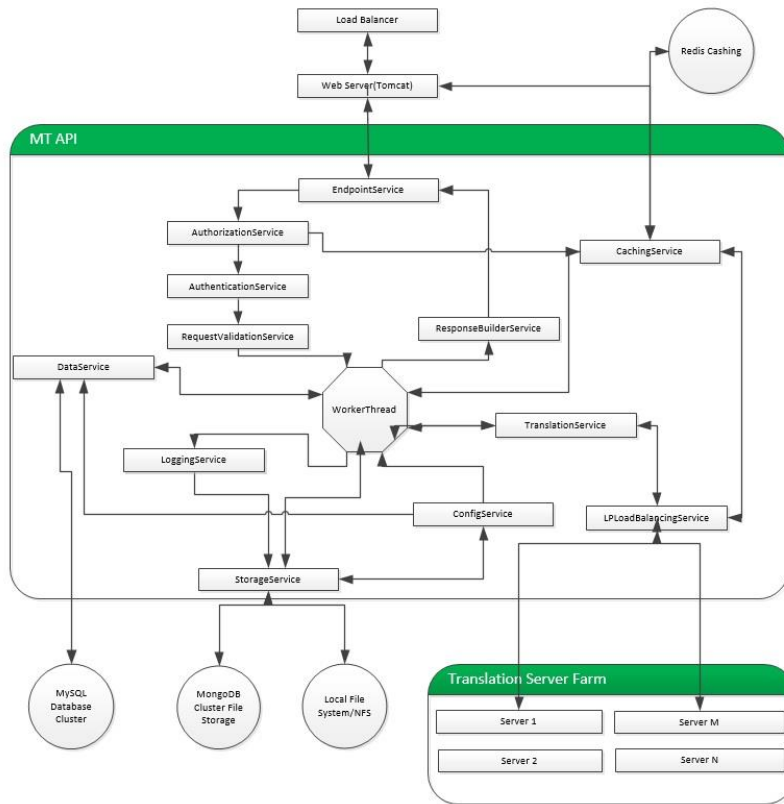 Load Balancer
Redis Cashing
Web Server(Tomcat)
MT API
EndpointService
AuthorizationService
CachingService
AuthenticationService
RequestValidationService
ResponseBuilderService
DataService
WorkerThread
TranslationService
LoggingService
ConfigService
LPLoadBalancingService
StorageService
MySQL
Database
Cluster
MongoDB
Cluster File
Storage
Local File
System/NFS
Translation Server Farm
Server 1
Server M
Server 2
Server N